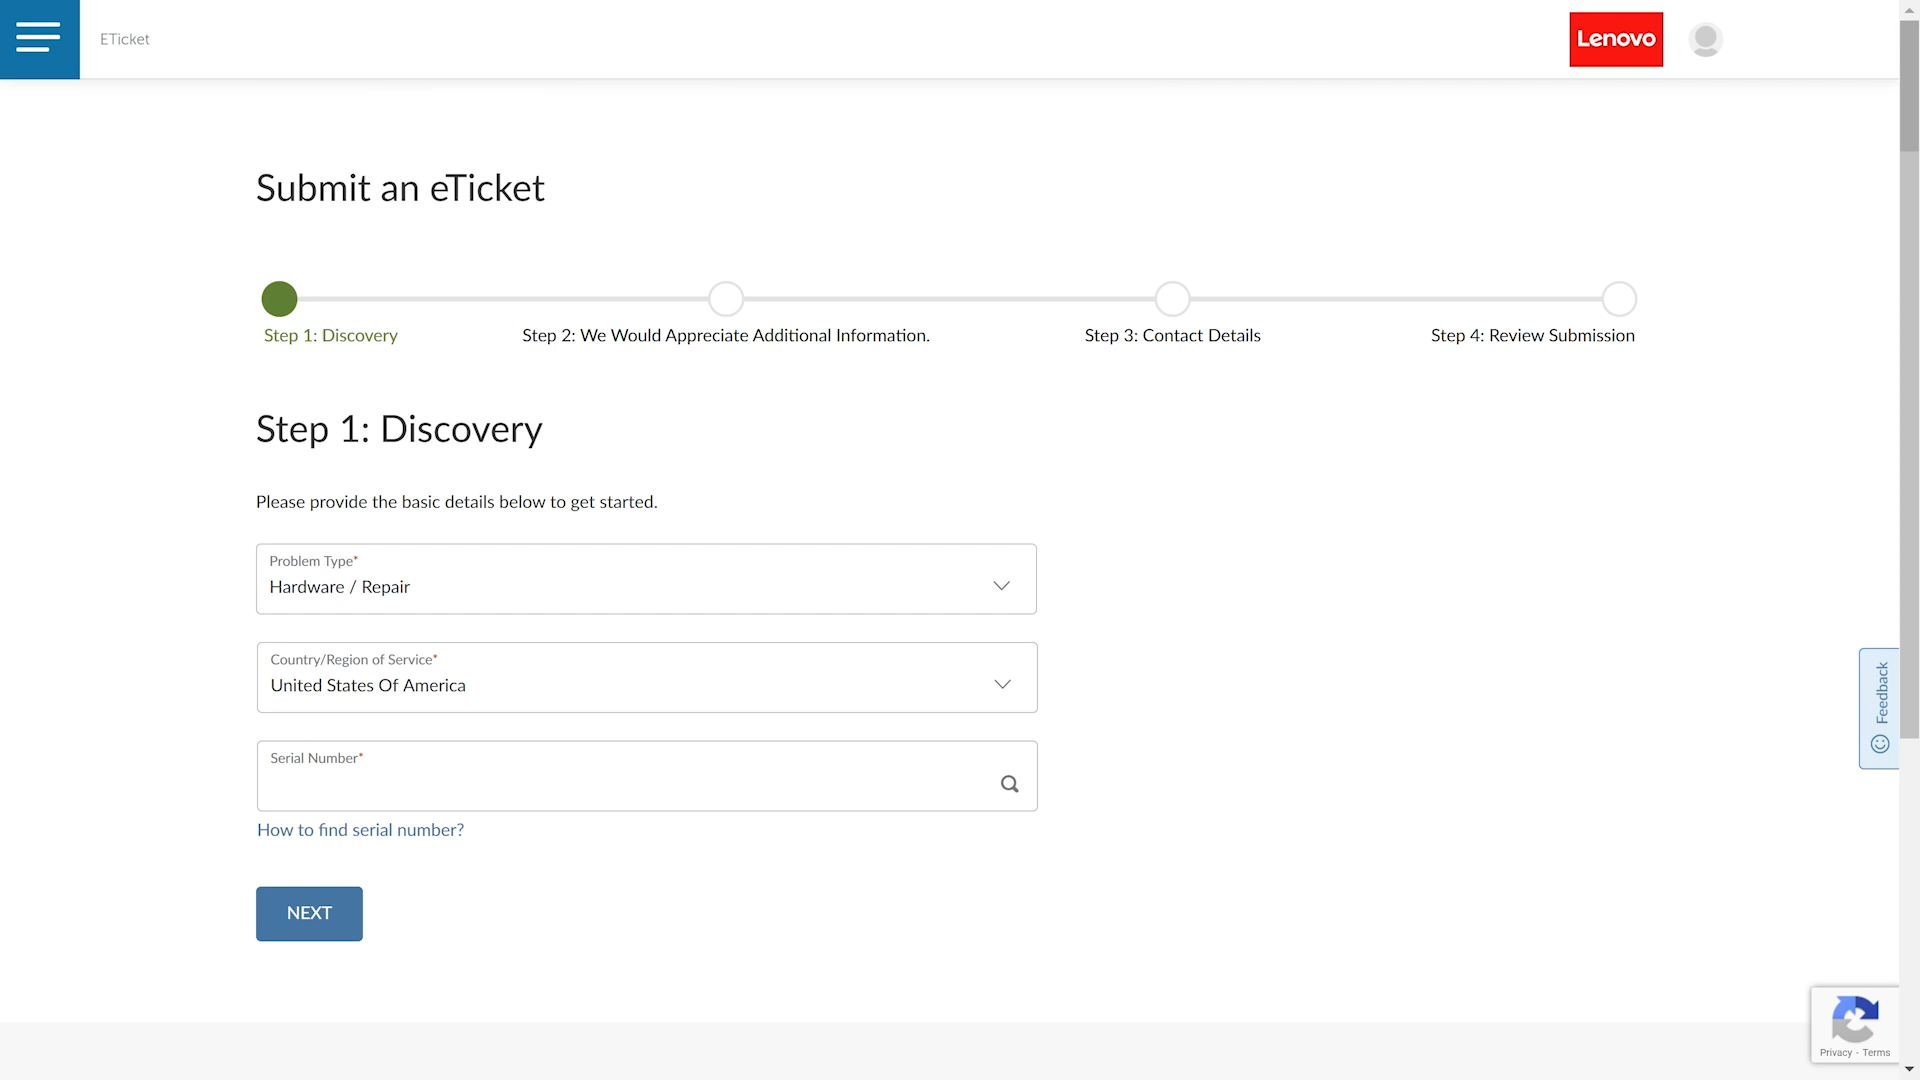 ETicket
Lenovo
Submit an eTicket
Step 1: Discovery
Step 2: We Would Appreciate Additional Information.
Step 3: Contact Details
Step 4: Review Submission
Step 1: Discovery
Please provide the basic details below to get started.
Problem Type*
Hardware / Repair
Country/Region of Service*
United States Of America
Serial Number*
How to find serial number?
NEXT
Feedback
Privacy - Terms